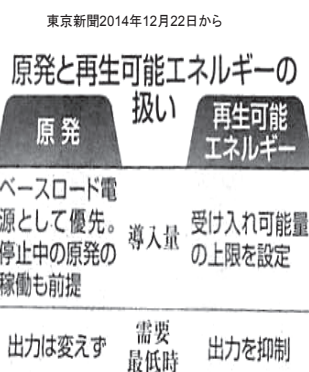 東京新聞2014年12月22日から
原発と再生可能エネルギーの
扱い
原発
再生可能
エネルギー
ベースロード電
源として優先。
停止中の原発の
稼働も前提
導入量
受け入れ可能量
の上限を設定
出力は変えず
需要
最低時
出力を抑制